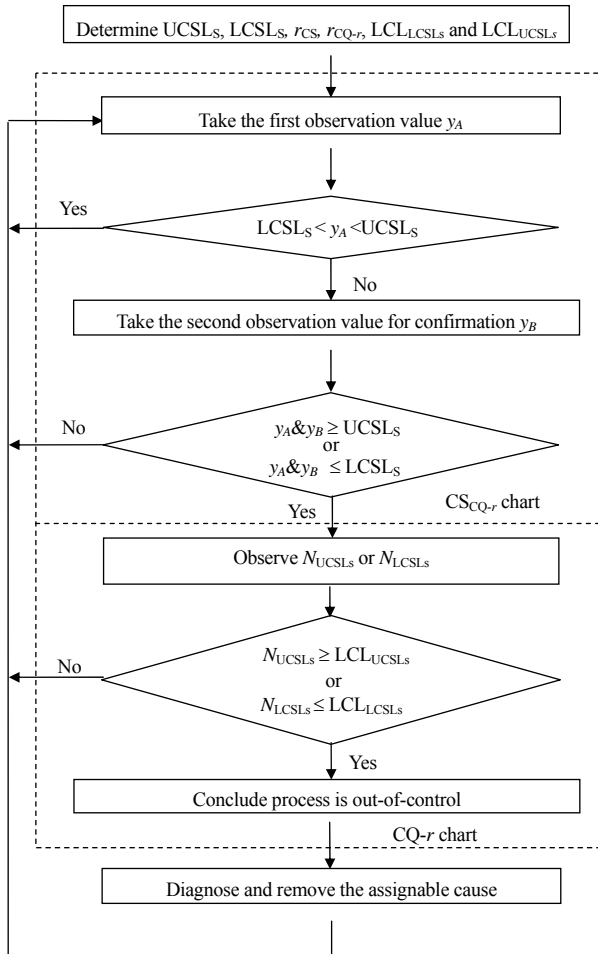 Determine UCSLS, LCSLS, rCS, rCQ-r, LCLLCSLs and LCLUCSLs
Take the first observation value yA
Yes
LCSLS < yA <UCSLS
No
Take the second observation value for confirmation yB
No
yA&yB ≥ UCSLS
or
yA&yB ≤ LCSLS
Yes
CSCQ-r chart
Observe NUCSLs or NLCSLs
No
NUCSLs ≥ LCLUCSLs
or
NLCSLs ≤ LCLLCSLs
Yes
Conclude process is out-of-control
CQ-r chart
Diagnose and remove the assignable cause